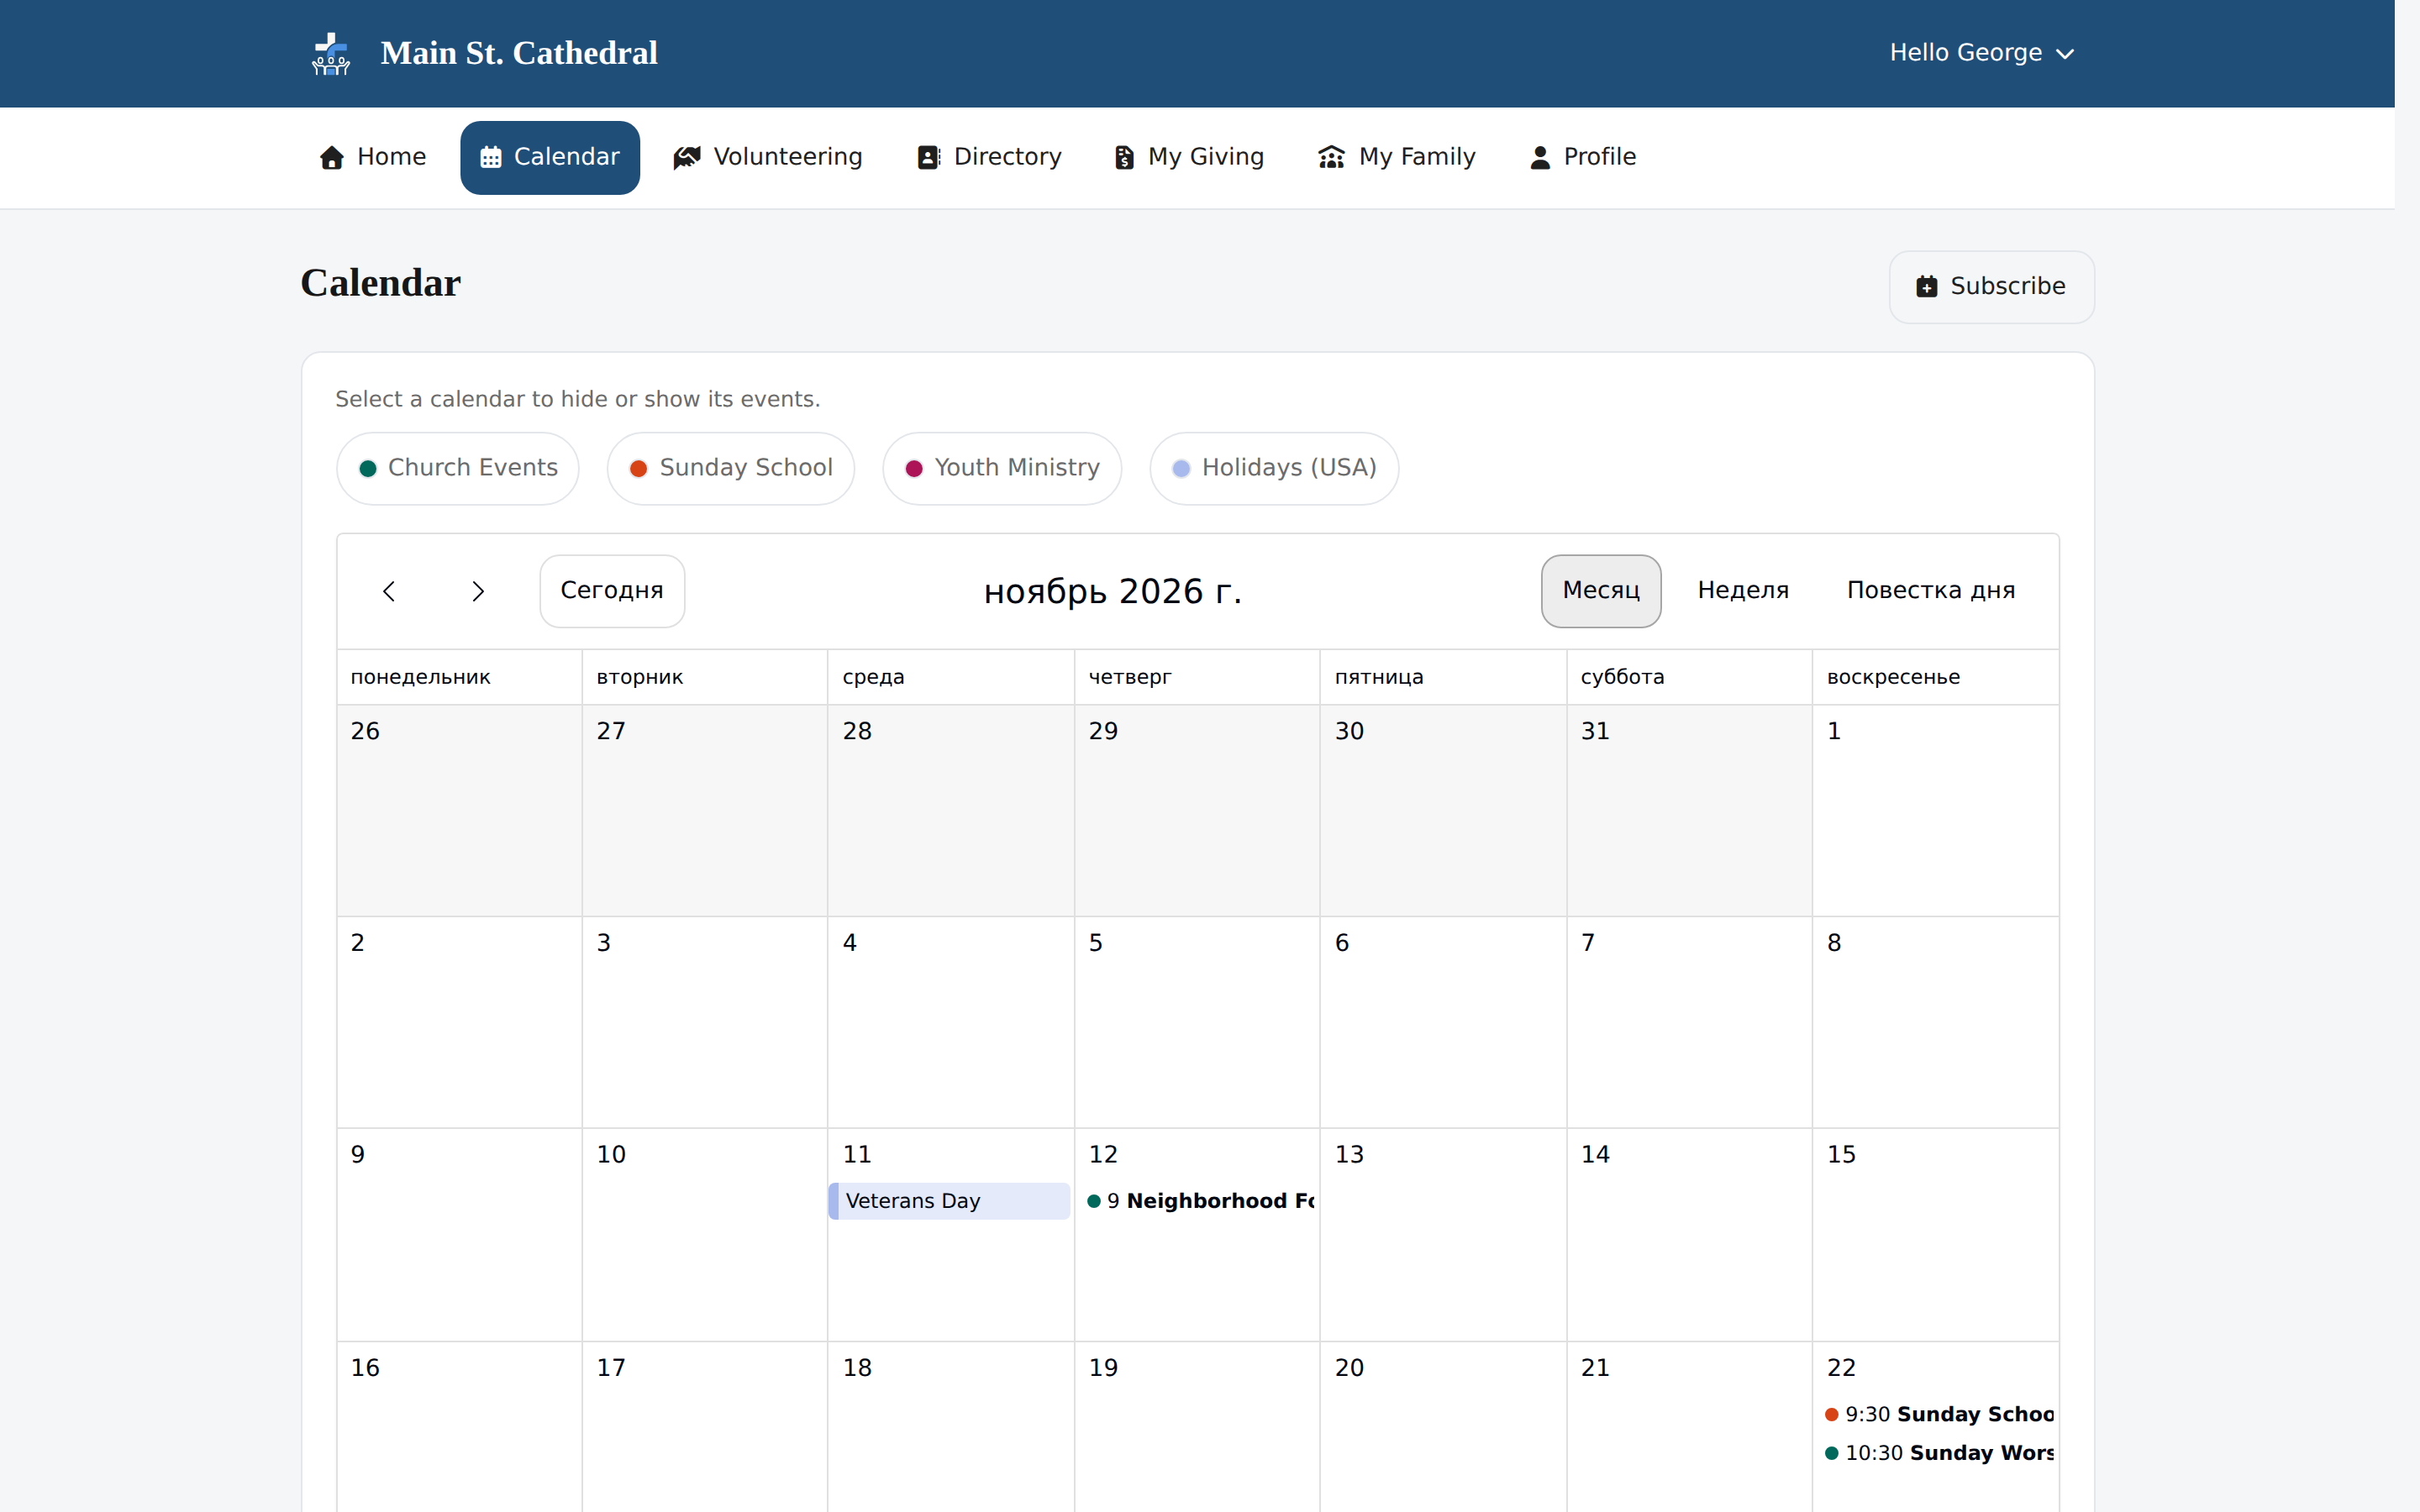 Main St. Cathedral
Hello George
Home
Calendar
Volunteering
Directory
My Giving
My Family
Profile
Calendar
Subscribe
Select a calendar to hide or show its events.
Church Events
Sunday School
Youth Ministry
Holidays (USA)
Сегодня
ноябрь 2026 г.
Месяц
Неделя
Повестка дня
понедельник
вторник
среда
четверг
пятница
суббота
воскресенье
26
27
28
29
30
31
1
2
3
4
5
6
7
8
9
10
11
12
13
14
15
Veterans Day
9 Neighborhood
16
17
18
19
20
21
22
9:30 Sunday
10:30 Sunday